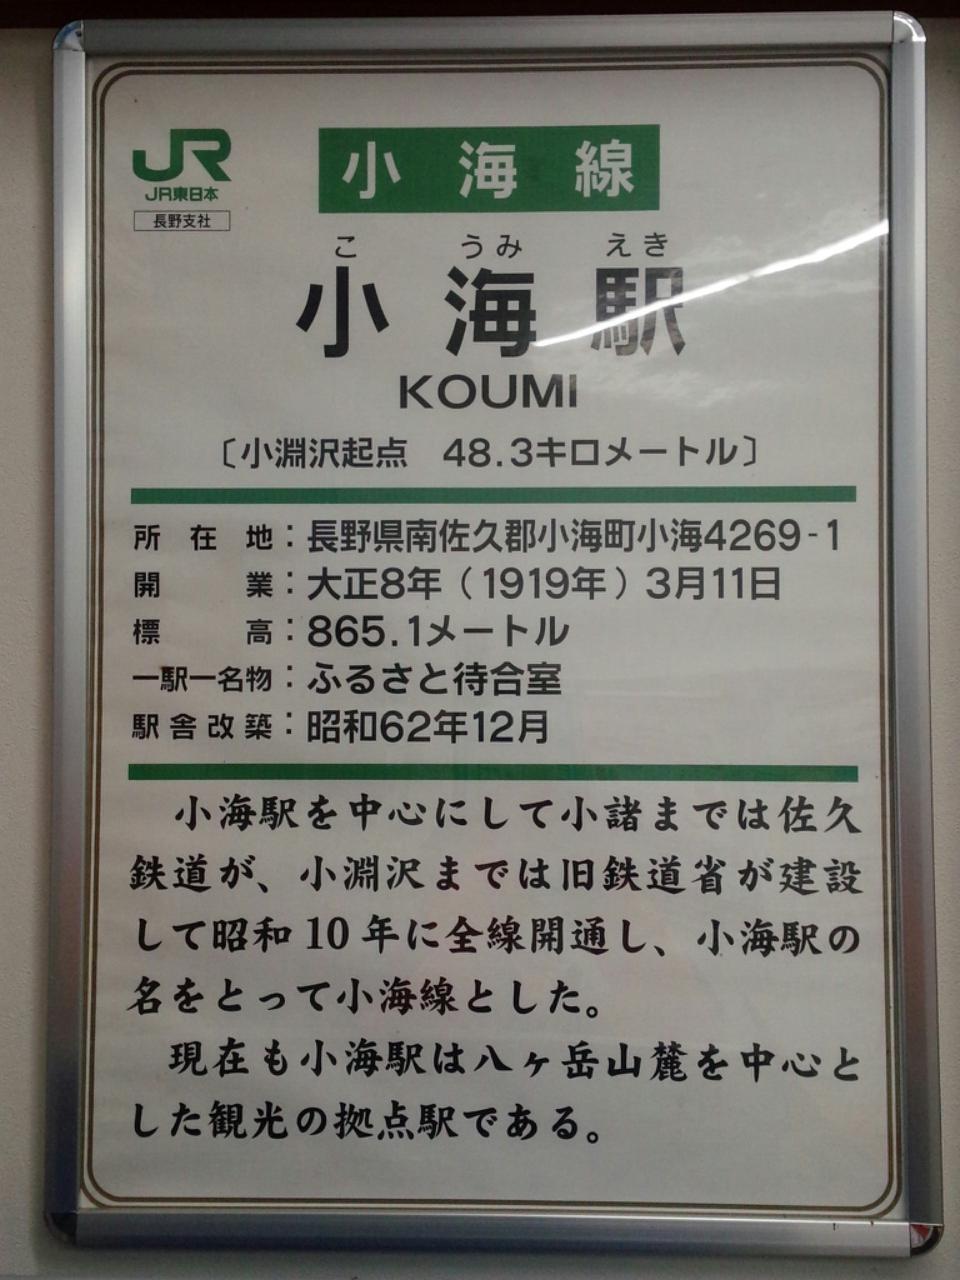 JR
JR東日本
長野支社
小海線
こ うみ えき
小海駅
KOUMI
〔小淵沢起点 48.3キロメートル〕
所在地：長野県南佐久郡小海町小海4269-1
開業：大正8年（1919年）3月11日
標高：865.1メートル
一駅一名物：ふるさと待合室
駅舎改築：昭和62年12月
小海駅を中心にして小諸までは佐久
鉄道が、小淵沢までは旧鉄道省が建設
して昭和10年に全線開通し、小海駅の
名をとって小海線とした。
現在も小海駅は八ヶ岳山麓を中心と
した観光の拠点駅である。